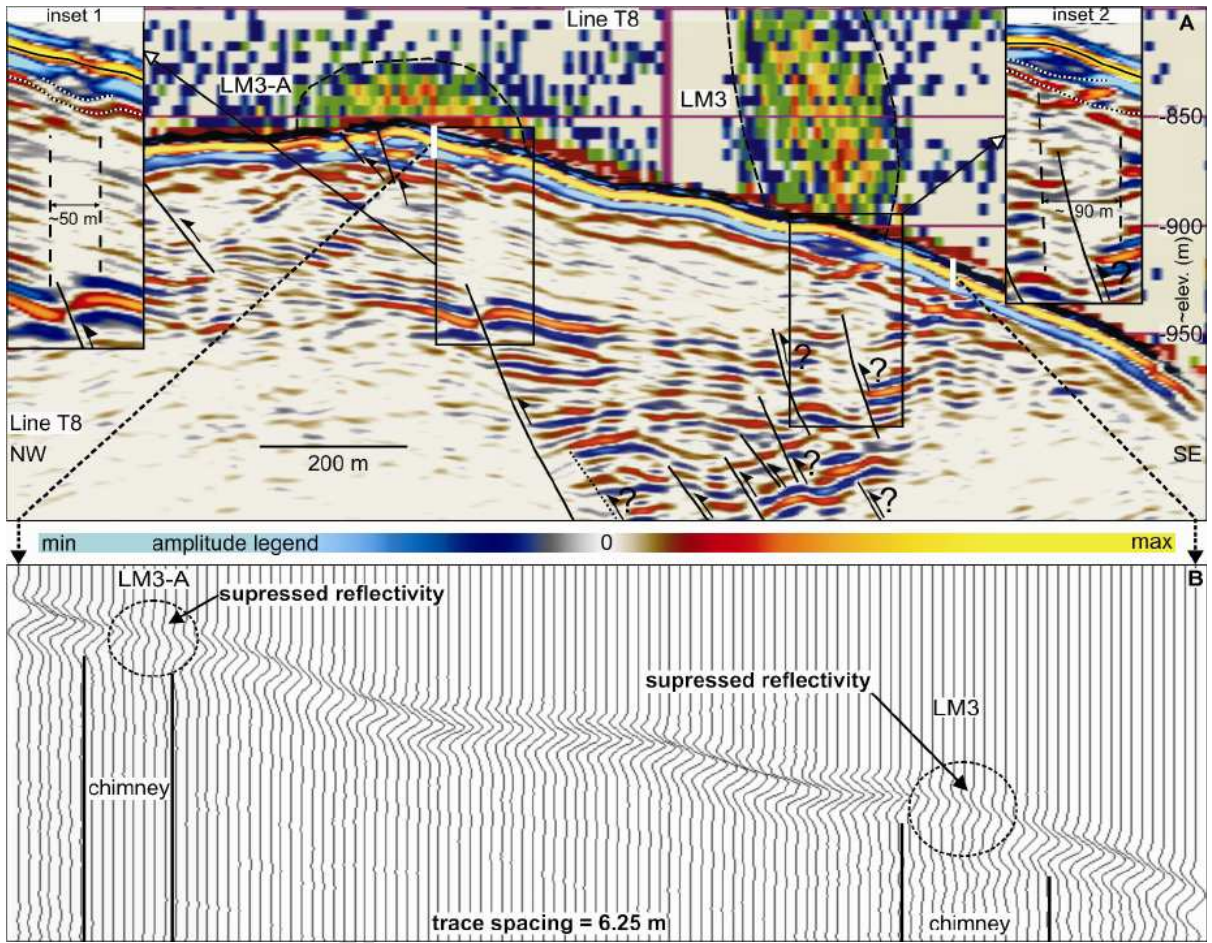 inset 1
Line T8
inset 2
A
LM3-A
LM3
-850
~50 m
~ 90 m
-900
~elev. (m)
?
?
?
-950
Line T8
NW
200 m
SE
?
?
?
min amplitude legend 0 max
B
LM3-A
supressed reflectivity
supressed reflectivity
LM3
chimney
trace spacing = 6.25 m
chimney